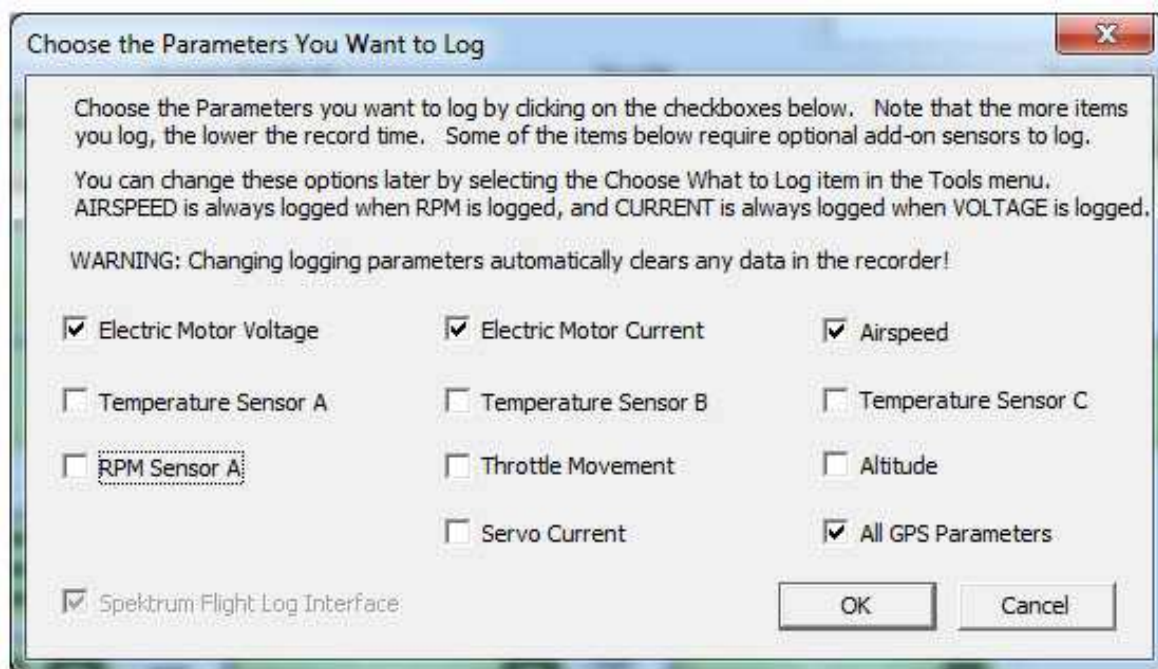 Choose the Parameters You Want to Log
Choose the Parameters you want to log by clicking on the checkboxes below. Note that the more items
you log, the lower the record time. Some of the items below require optional add-on sensors to log.
You can change these options later by selecting the Choose What to Log item in the Tools menu.
AIRSPEED is always logged when RPM is logged, and CURRENT is always logged when VOLTAGE is logged.
WARNING: Changing logging parameters automatically clears any data in the recorder!
Electric Motor Voltage Electric Motor Current Airspeed
Temperature Sensor A Temperature Sensor B Temperature Sensor C
RPM Sensor A Throttle Movement Altitude
Servo Current All GPS Parameters
Spektrum Flight Log Interface OK Cancel